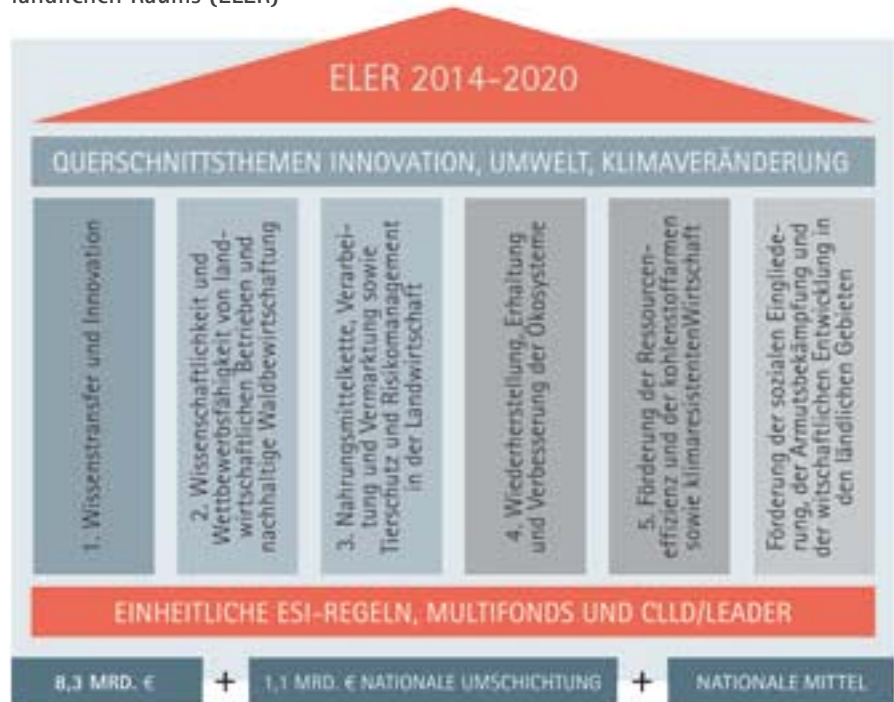 ländlichen Raums (ELER)
ELER 2014–2020
QUERSCHNITTSTHEMEN INNOVATION, UMWELT, KLIMAVERÄNDERUNG
1. Wissenstransfer und Innovation
2. Wissenschaftlichkeit und
Wettbewerbsfähigkeit von land-
wirtschaftlichen Betrieben und
nachhaltige Waldbewirtschaftung
3. Nahrungsmittelkette, Verarbei-
tung und Vermarktung sowie
Tierschutz und Risikomanagement
in der Landwirtschaft
4. Wiederherstellung, Erhaltung
und Verbesserung der Ökosysteme
5. Förderung der Ressourcen-
effizienz und der kohlenstoffarmen
sowie klimaresistentenWirtschaft
Förderung der sozialen Eingliede-
rung, der Armutsbekämpfung und
der witschaftlichen Entwicklung in
den ländlichen Gebieten
EINHEITLICHE ESI-REGELN, MULTIFONDS UND CLLD/LEADER
8,3 MRD. € + 1,1 MRD. € NATIONALE UMSCHICHTUNG + NATIONALE MITTEL